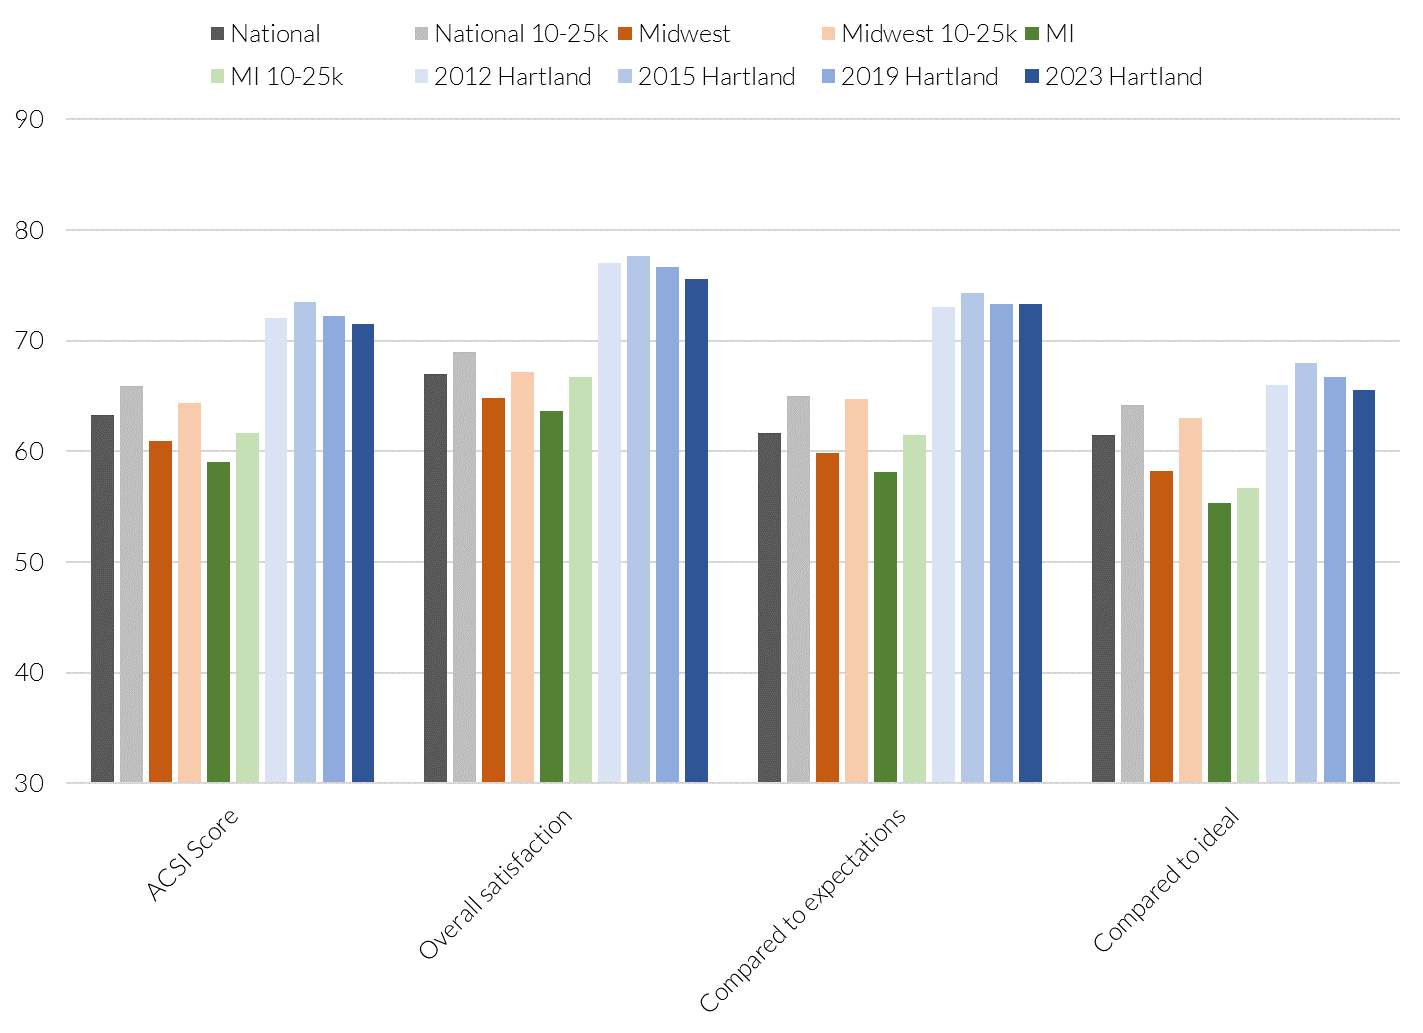 National National 10-25k Midwest Midwest 10-25k MI
MI 10-25k 2012 Hartland 2015 Hartland 2019 Hartland 2023 Hartland
90
80
70
60
50
40
30
ACSI Score
Overall satisfaction
Compared to expectations
Compared to ideal